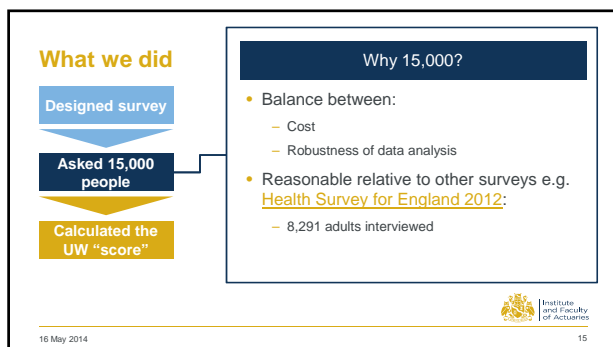 What we did
Designed survey
Asked 15,000
people
Calculated the
UW “score”
Why 15,000?
• Balance between:
– Cost
– Robustness of data analysis
• Reasonable relative to other surveys e.g.
Health Survey for England 2012:
– 8,291 adults interviewed
Institute
and Faculty
of Actuaries
16 May 2014
15